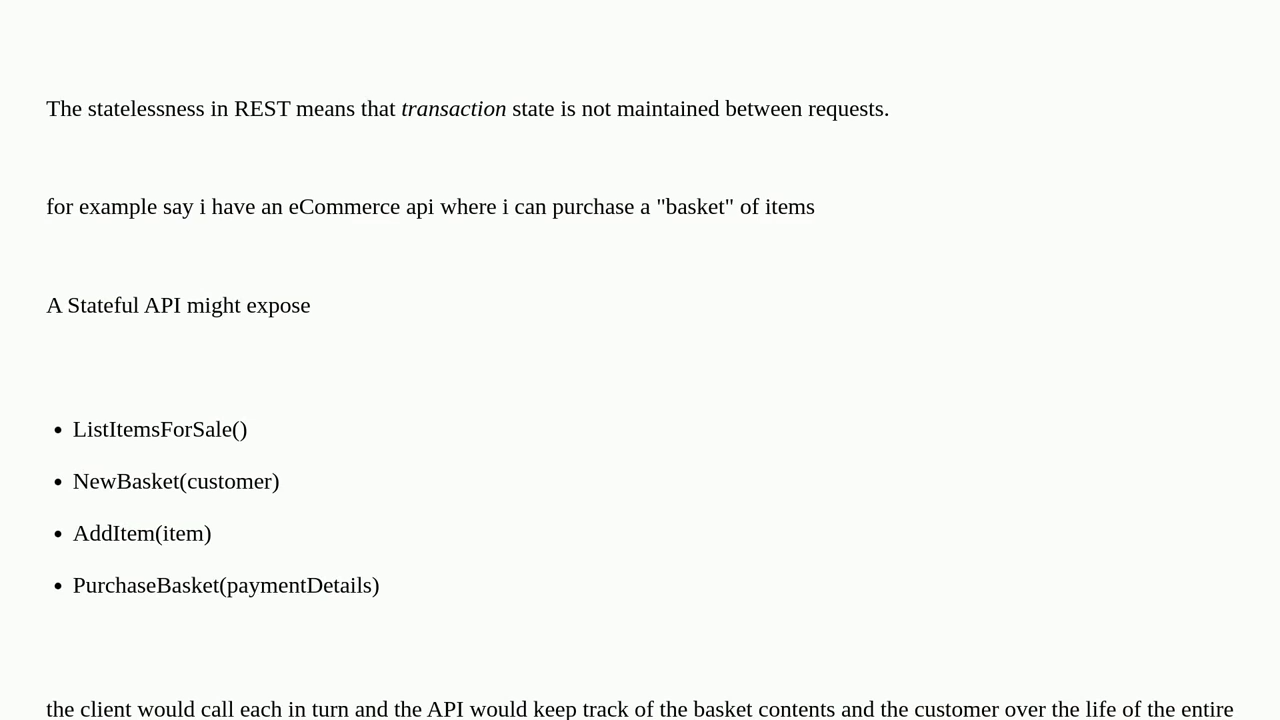 The statelessness in REST means that transaction state is not maintained between requests.
for example say i have an eCommerce api where i can purchase a "basket" of items
A Stateful API might expose
• ListItemsForSale()
• NewBasket(customer)
• AddItem(item)
• PurchaseBasket(paymentDetails)
the client would call each in turn and the API would keep track of the basket contents and the customer over the life of the entire